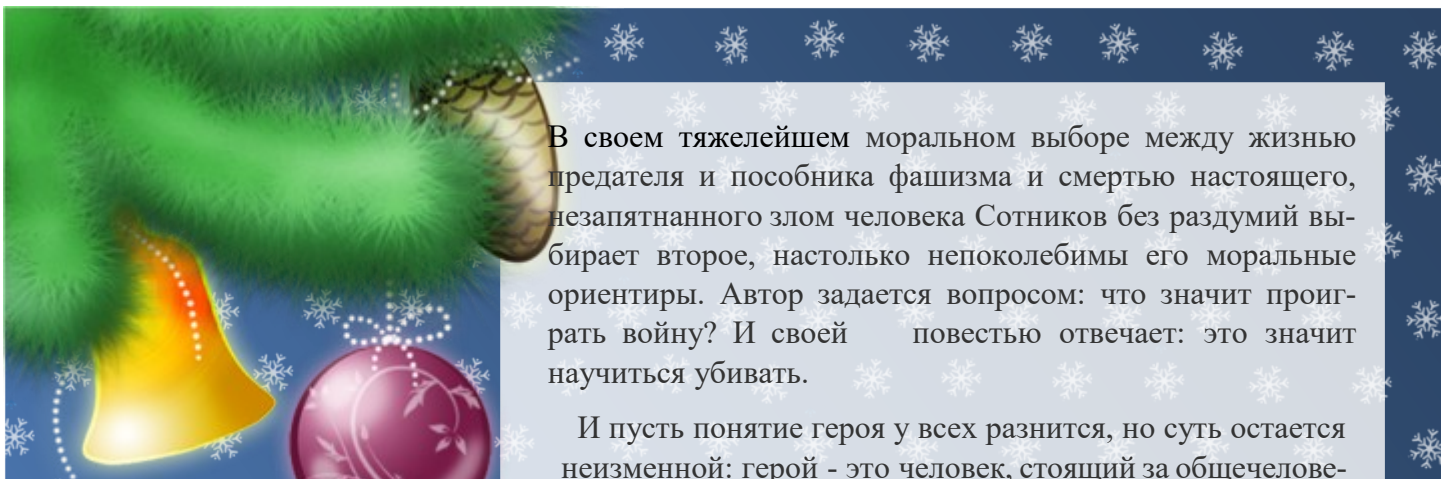 В своем тяжелейшем моральном выборе между жизнью
предателя и пособника фашизма и смертью настоящего,
незапятнанного злом человека Сотников без раздумий вы-
бирает второе, настолько непоколебимы его моральные
ориентиры. Автор задается вопросом: что значит проиг-
рать войну? И своей повестью отвечает: это значит
научиться убивать.
И пусть понятие героя у всех разнится, но суть остается
неизменной: герой - это человек, стоящий за общечелове-